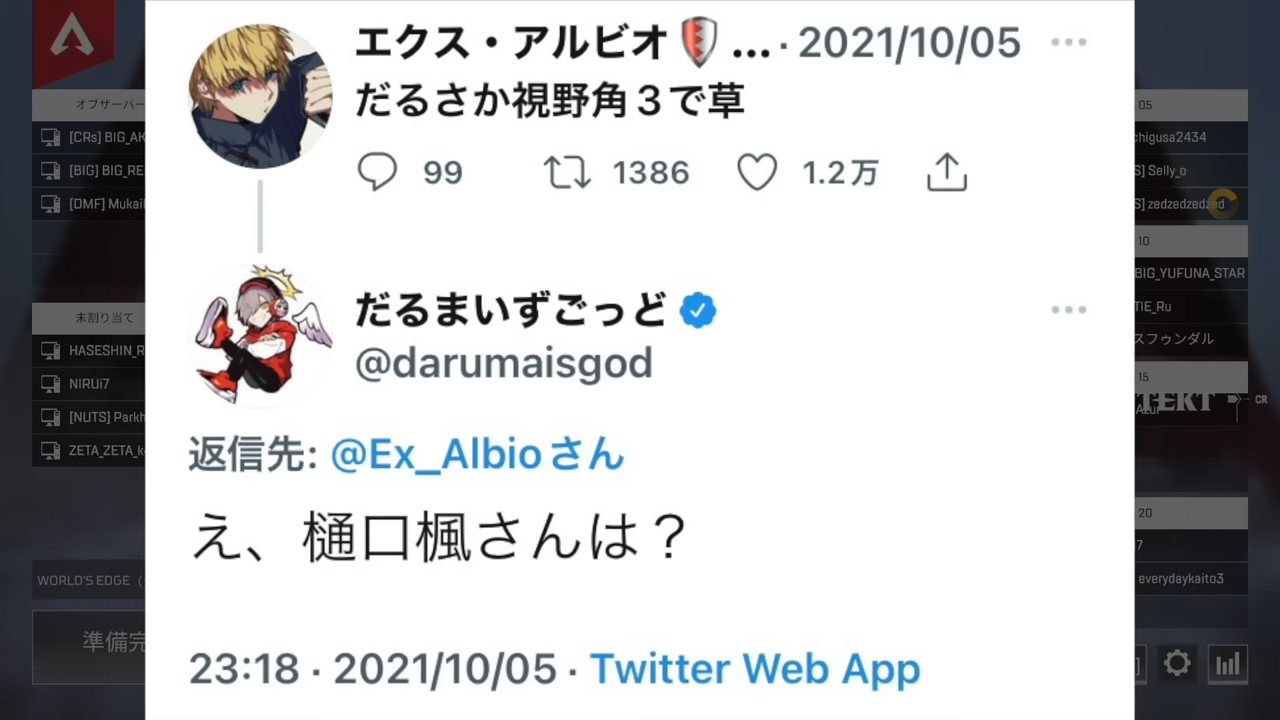 エクス・アルビオ ... · 2021/10/05
だるさか視野角３で草
99 1386 1.2万
だるまいずごっど
@darumaisgod
返信先: @Ex_Albioさん
え、樋口楓さんは？
23:18 · 2021/10/05 · Twitter Web App
オブザーバー
[CRs] BIG_AK
[BIG] BIG_RE
[DMF] Mukai
未割り当て
HASESHIN_R
NIRUi7
[NUTS] Parkh
ZETA_ZETA_k
WORLD'S EDGE（
準備完
05
chigusa2434
S] Selly_o
S] zedzedzedzed
10
BIG_YUFUNA_STAR
TIE_Ru
スフゥンダル
15
CR
20
7
everydaykaito3